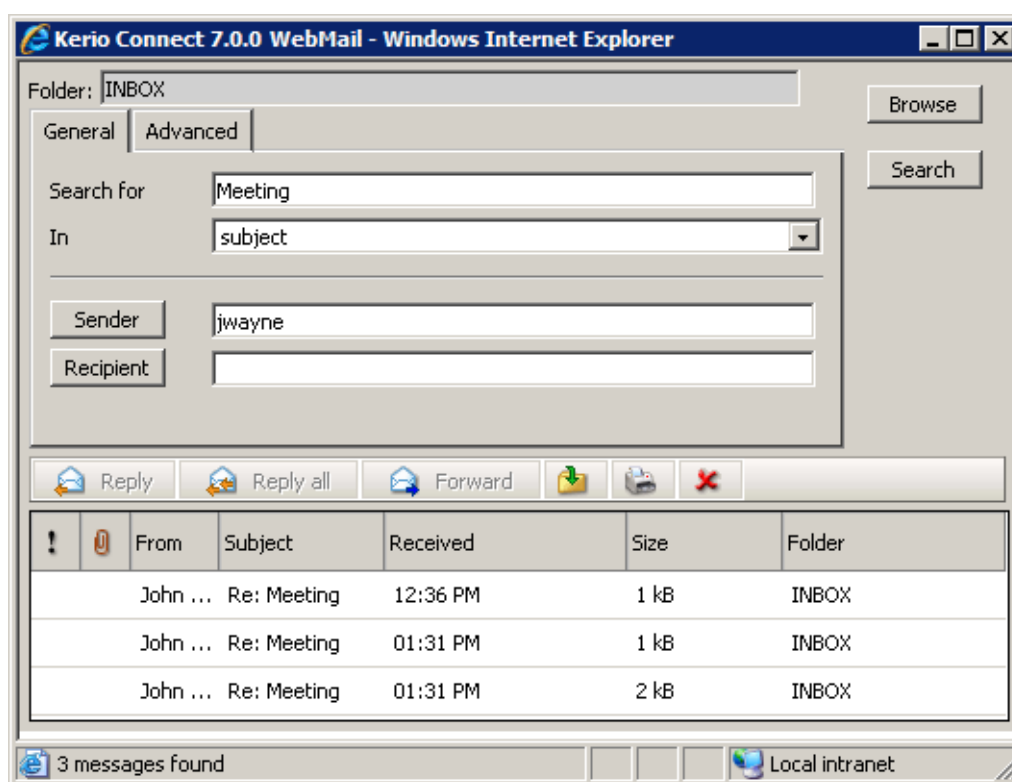 Kerio Connect 7.0.0 WebMail - Windows Internet Explorer
Folder: INBOX
Browse
General Advanced
Search
Search for Meeting
In subject
Sender jwayne
Recipient
Reply Reply all Forward
! From Subject Received Size Folder
John ... Re: Meeting 12:36 PM 1 kB INBOX
John ... Re: Meeting 01:31 PM 1 kB INBOX
John ... Re: Meeting 01:31 PM 2 kB INBOX
3 messages found Local intranet